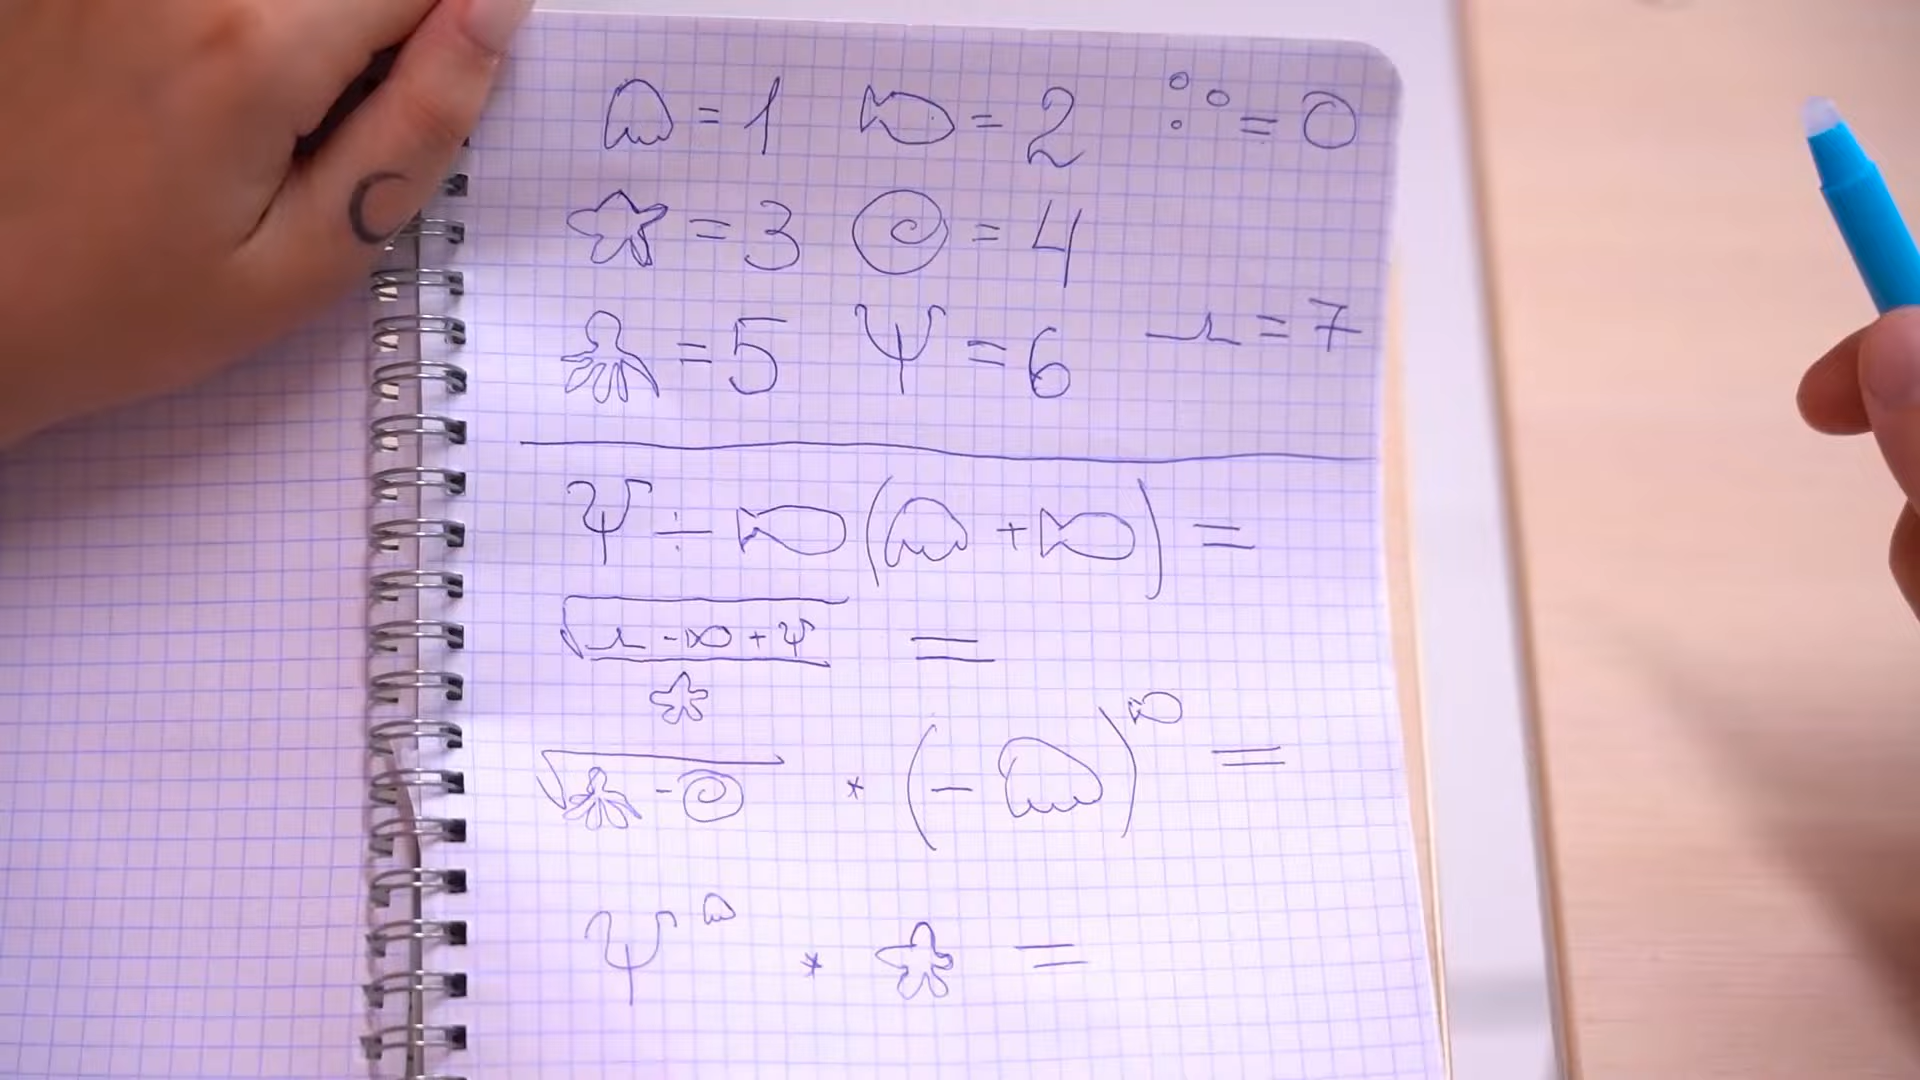 = 1 = 2 = 0
= 3 = 4
= 5 Ψ = 6 = 7
Ψ ÷ ( + ) =
√ - + Ψ =
√ - * ( - ) =
Ψ * =